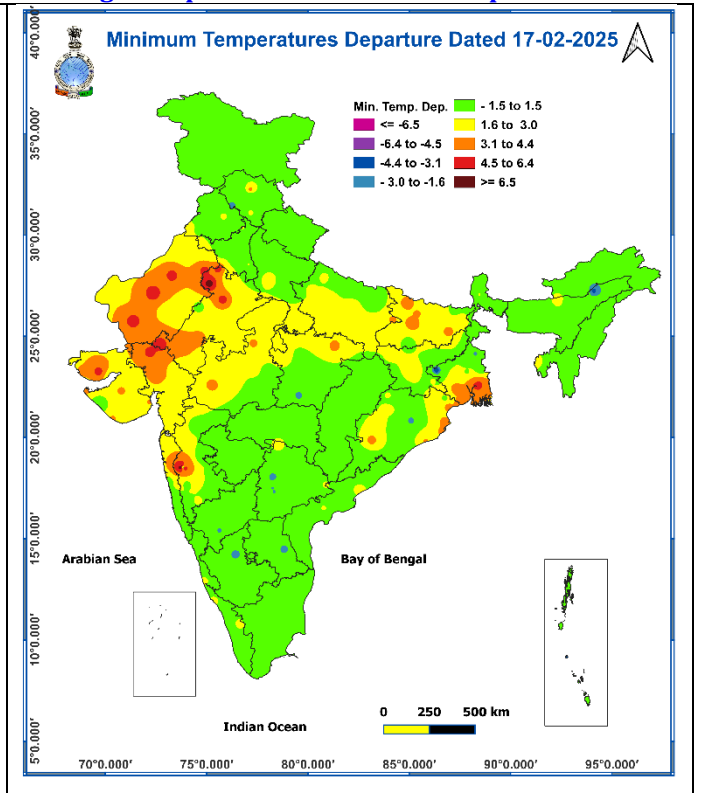 Minimum Temperatures Departure Dated 17-02-2025
Min. Temp. Dep.
<= -6.5
-6.4 to -4.5
-4.4 to -3.1
- 3.0 to -1.6
- 1.5 to 1.5
1.6 to 3.0
3.1 to 4.4
4.5 to 6.4
>= 6.5
40°0.000'
35°0.000'
30°0.000'
25°0.000'
20°0.000'
15°0.000'
10°0.000'
5°0.000'
Arabian Sea
Bay of Bengal
Indian Ocean
0 250 500 km
70°0.000' 75°0.000' 80°0.000' 85°0.000' 90°0.000' 95°0.000'